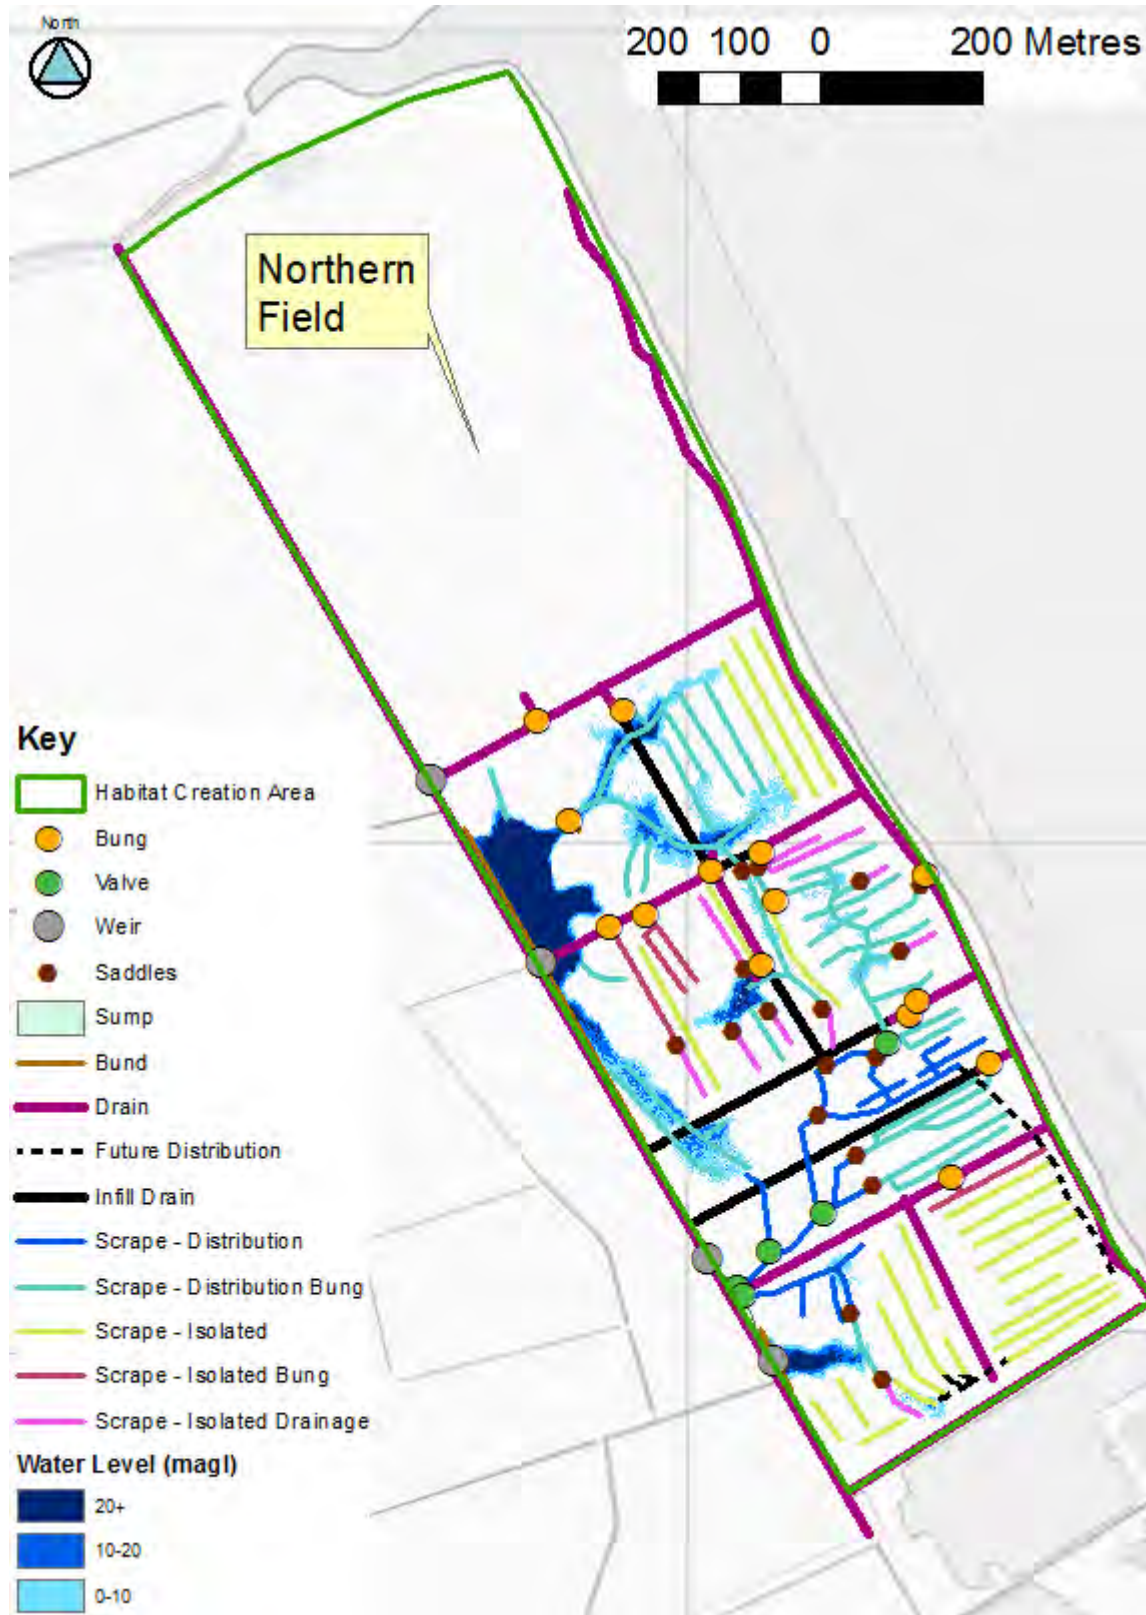 North
200 100 0 200 Metres
Northern
Field
Key
Habitat Creation Area
Bung
Valve
Weir
Saddles
Sump
Bund
Drain
Future Distribution
Infill Drain
Scrape - Distribution
Scrape - Distribution Bung
Scrape - Isolated
Scrape - Isolated Bung
Scrape - Isolated Drainage
Water Level (magl)
20+
10-20
0-10